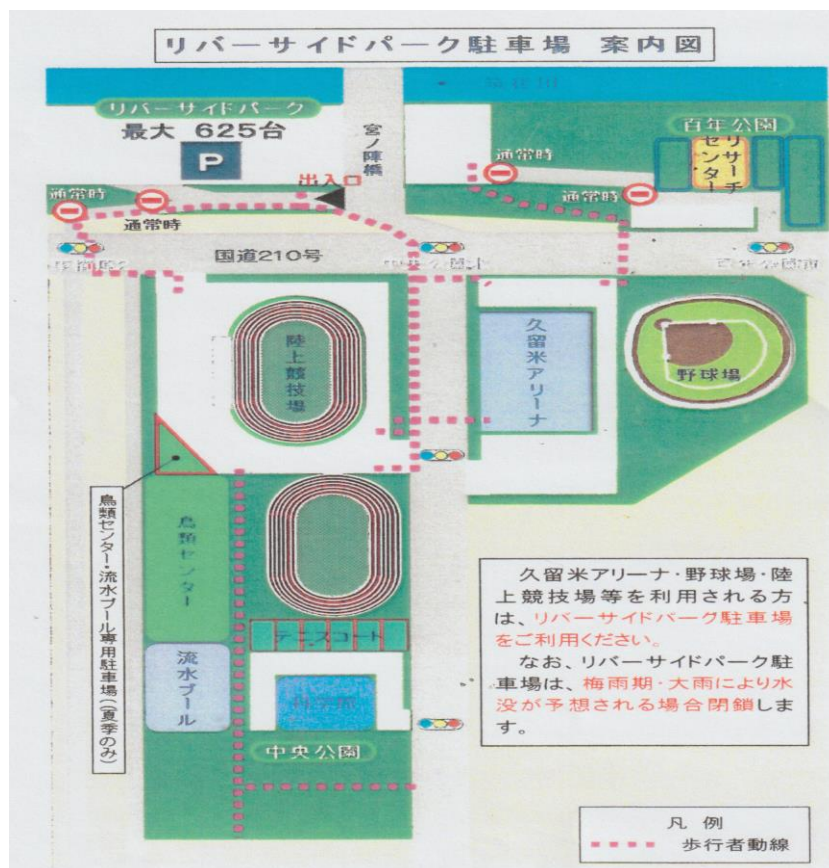 リバーサイドパーク駐車場 案内図
リバーサイドパーク
最大 625台
P
宮ノ陣橋
出入口
通常時
通常時
通常時
通常時
百年公園
リサーチ
センター
国道210号
陸上競技場
久留米アリーナ
野球場
鳥類センター・流水プール専用駐車場(夏季のみ)
鳥類センター
流水プール
テニスコート
中央公園
久留米アリーナ・野球場・陸
上競技場等を利用される方
は、リバーサイドパーク駐車場
をご利用ください。
なお、リバーサイドパーク駐
車場は、梅雨期・大雨により水
没が予想される場合閉鎖しま
す。
凡 例
歩行者動線